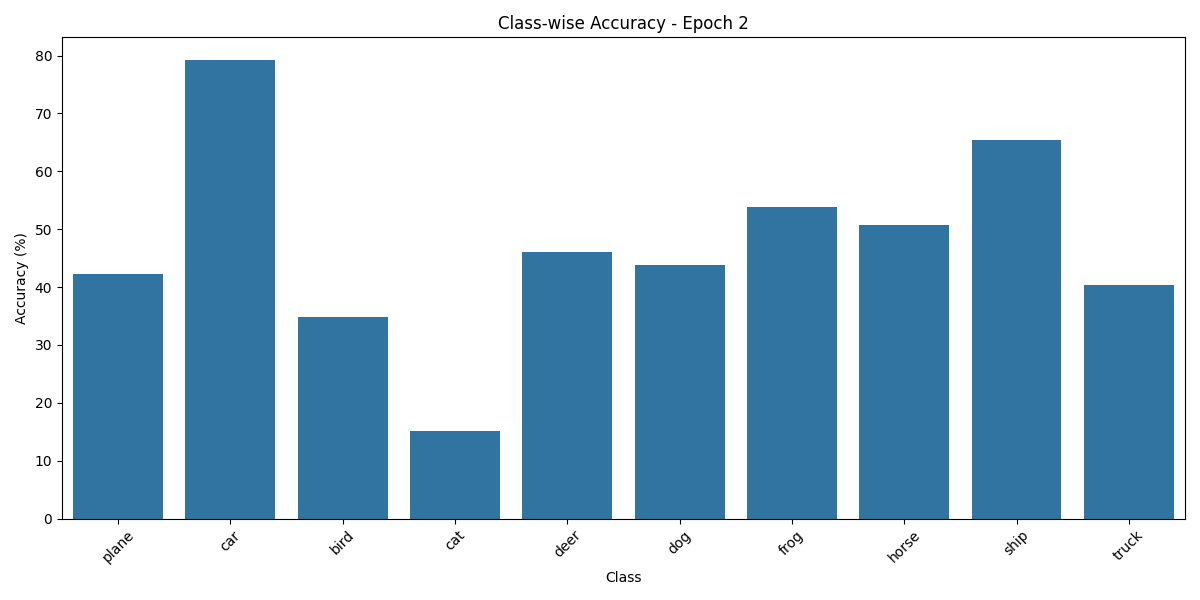 Class-wise Accuracy - Epoch 2
Accuracy (%)
80
70
60
50
40
30
20
10
0
plane
car
bird
cat
deer
dog
frog
horse
ship
truck
Class